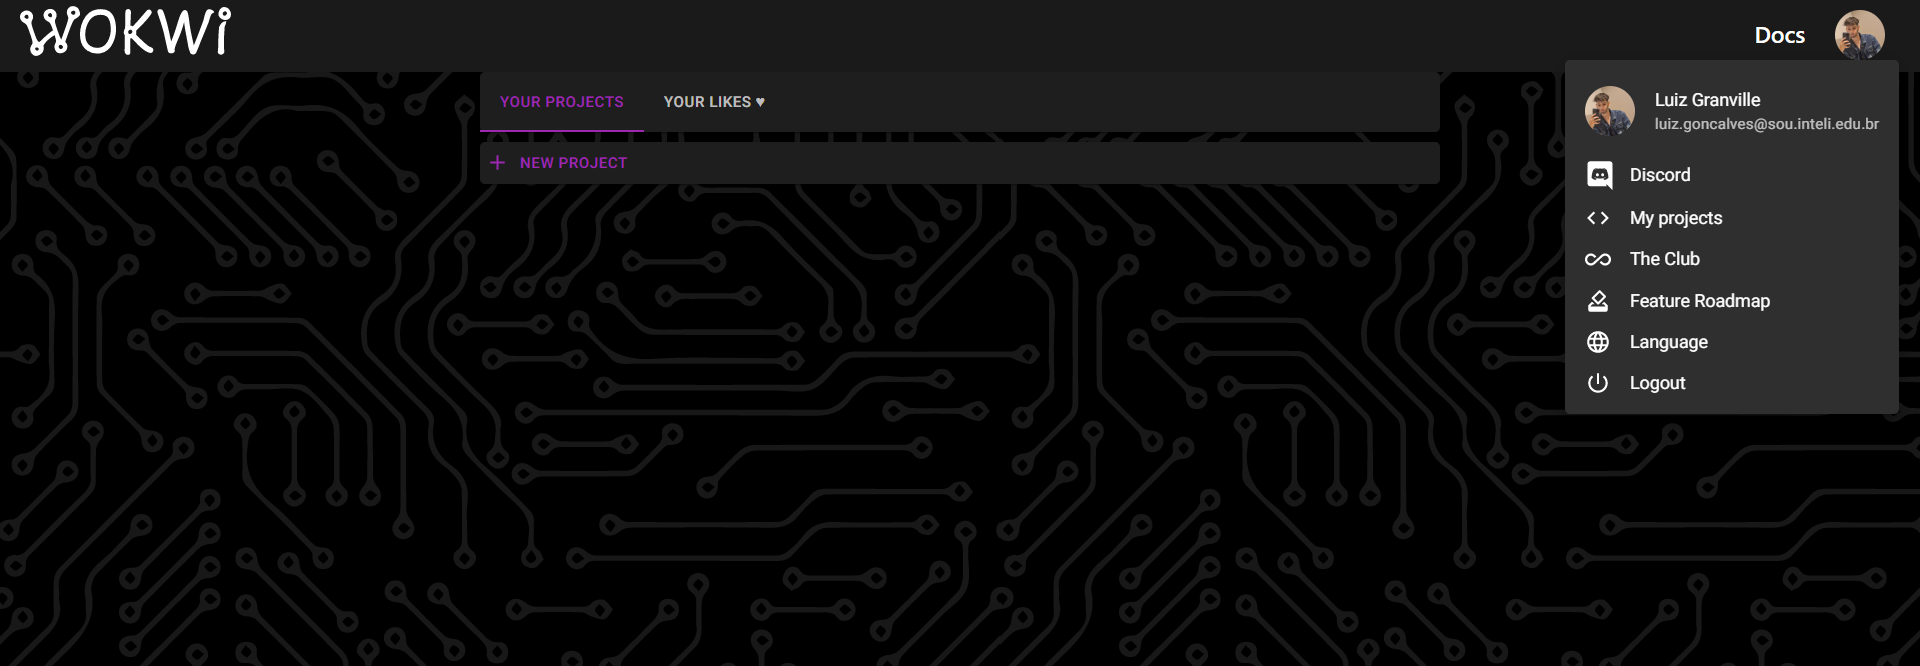 WOKWi
Docs
YOUR PROJECTS
YOUR LIKES ♥
NEW PROJECT
Luiz Granville
luiz.goncalves@sou.inteli.edu.br
Discord
My projects
The Club
Feature Roadmap
Language
Logout